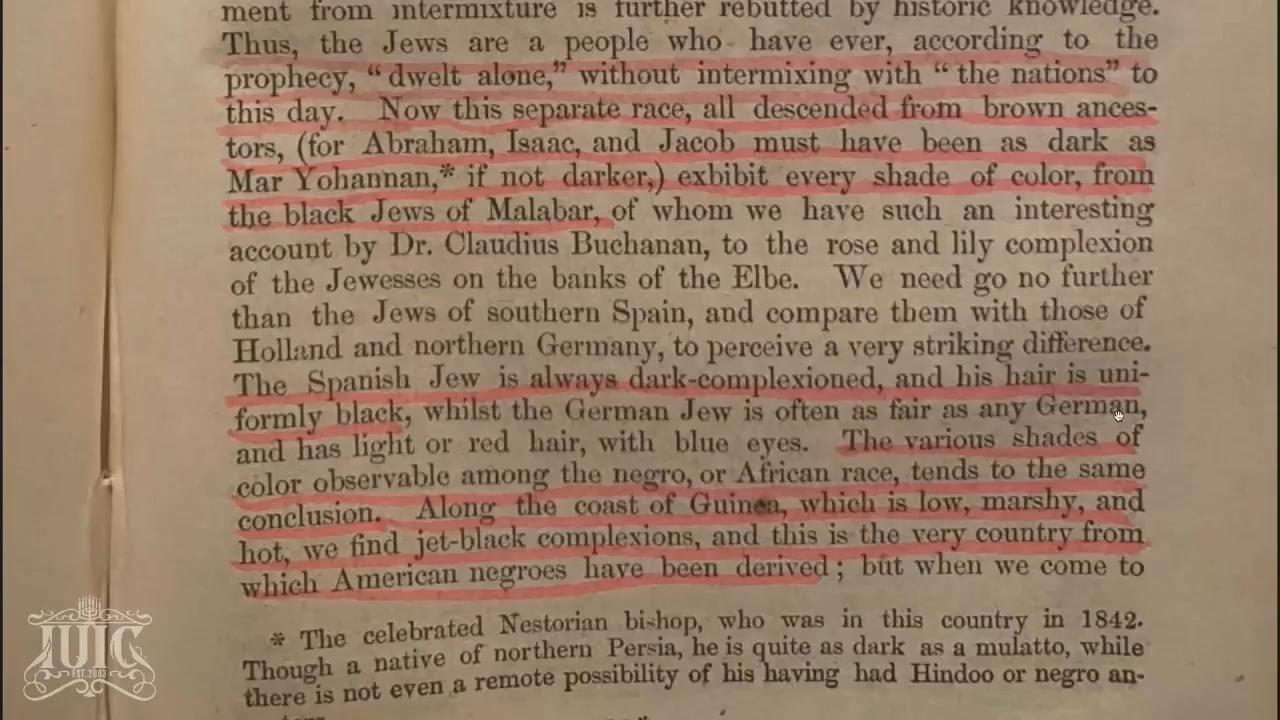 ment from intermixture is further rebutted by historic knowledge.
Thus, the Jews are a people who have ever, according to the
prophecy, “dwelt alone,” without intermixing with “the nations” to
this day. Now this separate race, all descended from brown ances-
tors, (for Abraham, Isaac, and Jacob must have been as dark as
Mar Yohannan,* if not darker,) exhibit every shade of color, from
the black Jews of Malabar, of whom we have such an interesting
account by Dr. Claudius Buchanan, to the rose and lily complexion
of the Jewesses on the banks of the Elbe. We need go no further
than the Jews of southern Spain, and compare them with those of
Holland and northern Germany, to perceive a very striking difference.
The Spanish Jew is always dark-complexioned, and his hair is uni-
formly black, whilst the German Jew is often as fair as any German,
and has light or red hair, with blue eyes. The various shades of
color observable among the negro, or African race, tends to the same
conclusion. Along the coast of Guinea, which is low, marshy, and
hot, we find jet-black complexions, and this is the very country from
which American negroes have been derived; but when we come to
* The celebrated Nestorian bishop, who was in this country in 1842.
Though a native of northern Persia, he is quite as dark as a mulatto, while
there is not even a remote possibility of his having had Hindoo or negro an-
IUIC
EST. 2003